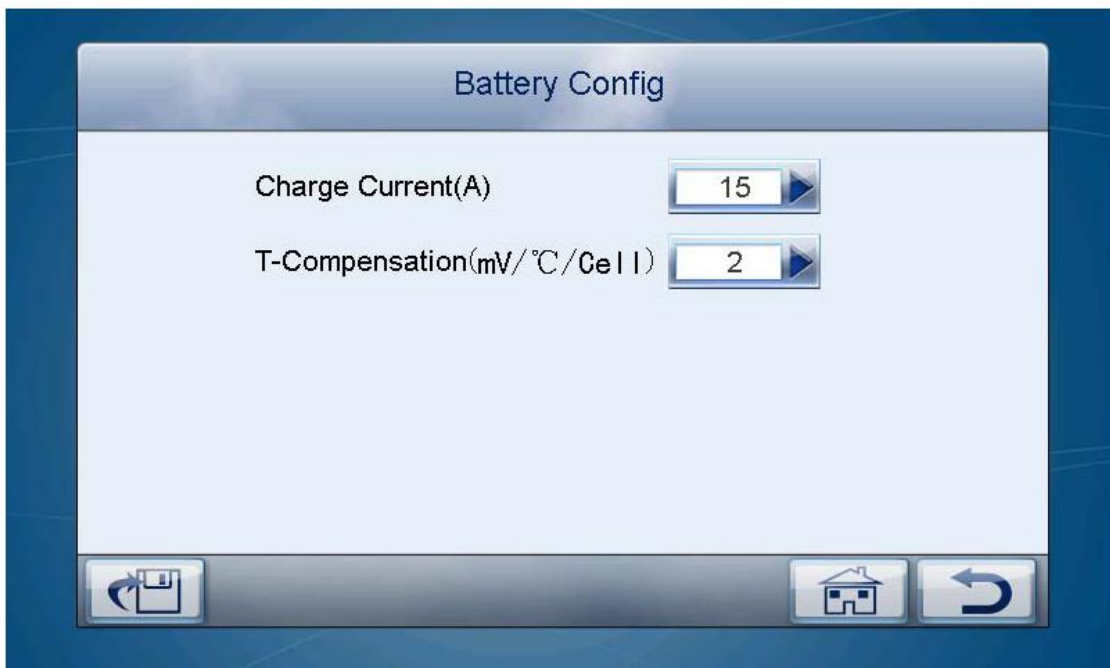 Battery Config
Charge Current(A) 15
T-Compensation(mV/℃/Cell) 2